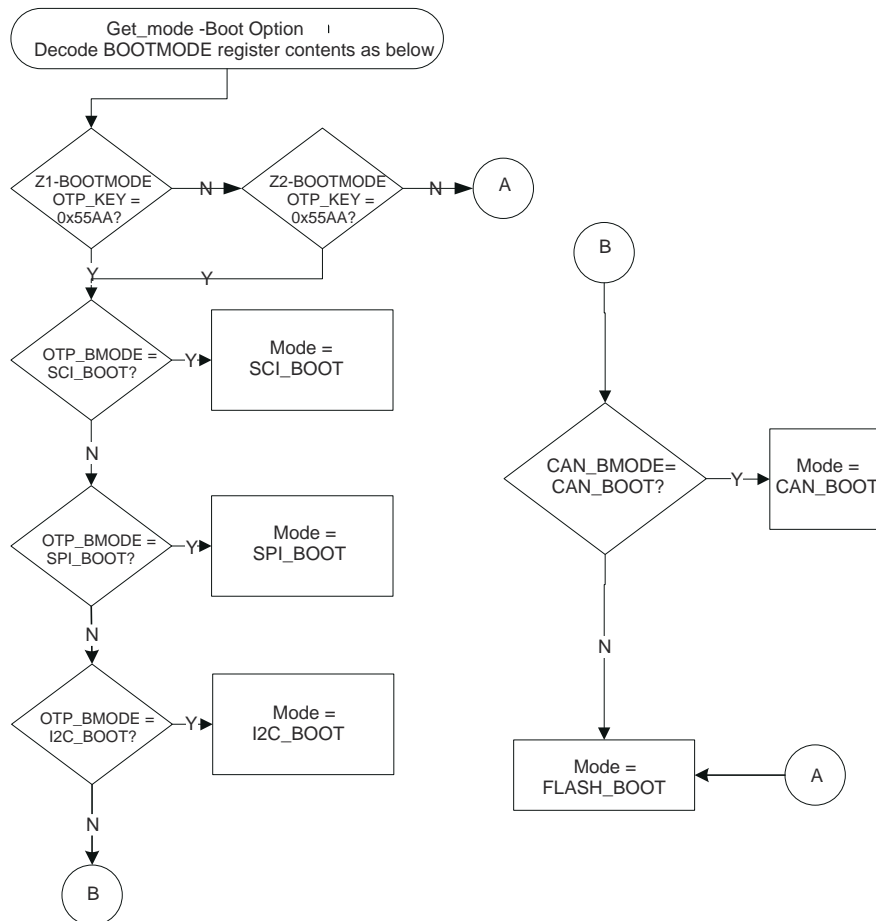 Get_mode -Boot Option
Decode BOOTMODE register contents as below
Z1-BOOTMODE
OTP_KEY =
0x55AA?
N
Z2-BOOTMODE
OTP_KEY =
0x55AA?
N
A
Y
Y
OTP_BMODE =
SCI_BOOT?
Y
Mode =
SCI_BOOT
N
OTP_BMODE =
SPI_BOOT?
Y
Mode =
SPI_BOOT
N
OTP_BMODE =
I2C_BOOT?
Y
Mode =
I2C_BOOT
N
B
B
CAN_BMODE=
CAN_BOOT?
Y
Mode =
CAN_BOOT
N
Mode =
FLASH_BOOT
A